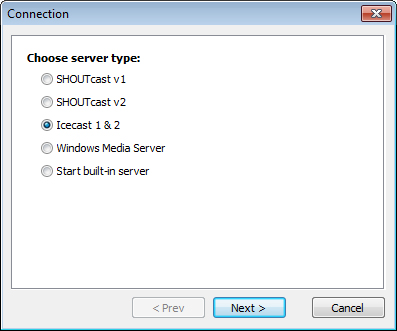 Connection
Choose server type:
SHOUTcast v1
SHOUTcast v2
Icecast 1 & 2
Windows Media Server
Start built-in server
< Prev
Next >
Cancel